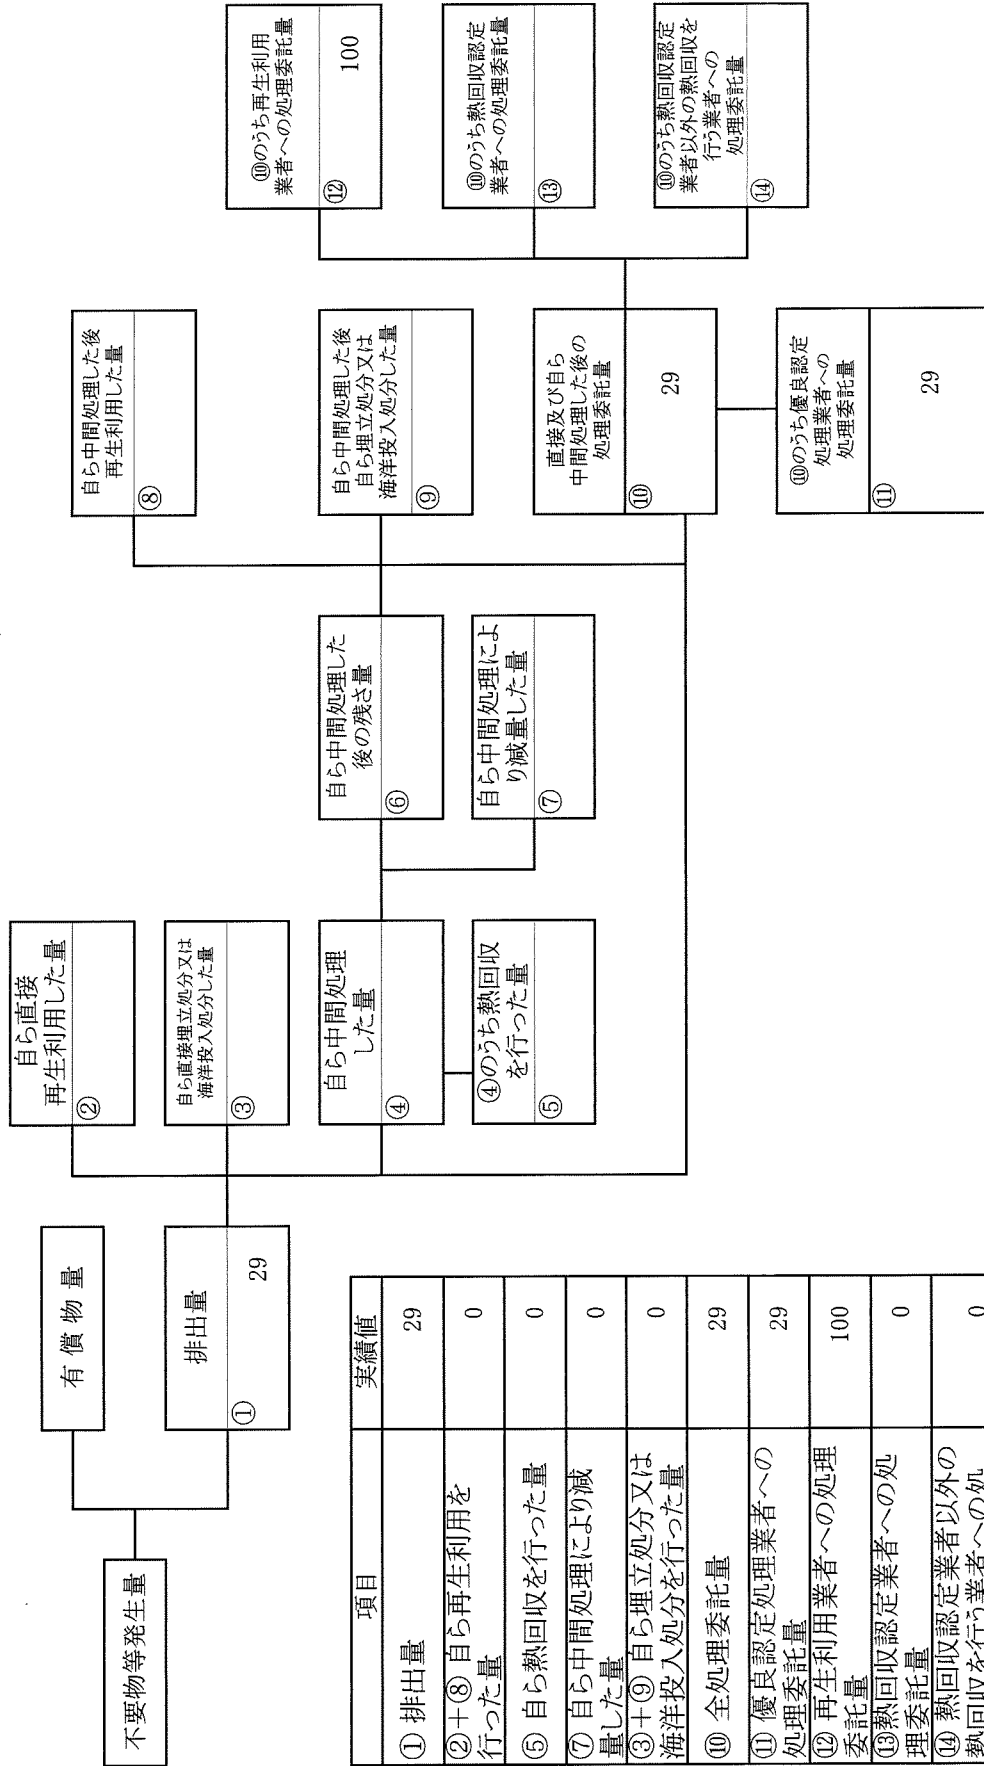 不要物等発生量
有償物量
排出量
①
29
自ら直接
再生利用した量
②
自ら直接埋立処分又は
海洋投入処分した量
③
自ら中間処理
した量
④
④のうち熱回収
を行った量
⑤
自ら中間処理した
後の残さ量
⑥
自ら中間処理によ
り減量した量
⑦
自ら中間処理した後
再生利用した量
⑧
自ら中間処理した後
自ら埋立処分又は
海洋投入処分した量
⑨
直接及び自ら
中間処理した後の
処理委託量
⑩
29
⑩のうち優良認定
処理業者への
処理委託量
⑪
29
⑩のうち再生利用
業者への処理委託量
⑫
100
⑩のうち熱回収認定
業者への処理委託量
⑬
⑩のうち熱回収認定
業者以外の熱回収を
行う業者への
処理委託量
⑭
項目 実績値
①排出量 29
②+⑧ 自ら再生利用を
行った量 0
⑤ 自ら熱回収を行った量 0
⑦ 自ら中間処理により減
量した量 0
③+⑨ 自ら埋立処分又は
海洋投入処分を行った量 0
⑩ 全処理委託量 29
⑪ 優良認定処理業者への
処理委託量 29
⑫ 再生利用業者への処理
委託量 100
⑬熱回収認定業者への処
理委託量 0
⑭ 熱回収認定業者以外の
熱回収を行う業者への処 0